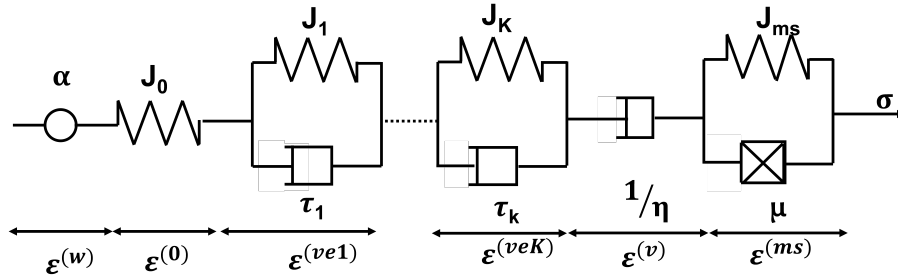 J₁
J_K
J_ms
α
J₀
σ
τ₁
τ_k
1/η
μ
ε^(w)
ε^(0)
ε^(ve1)
ε^(veK)
ε^(v)
ε^(ms)